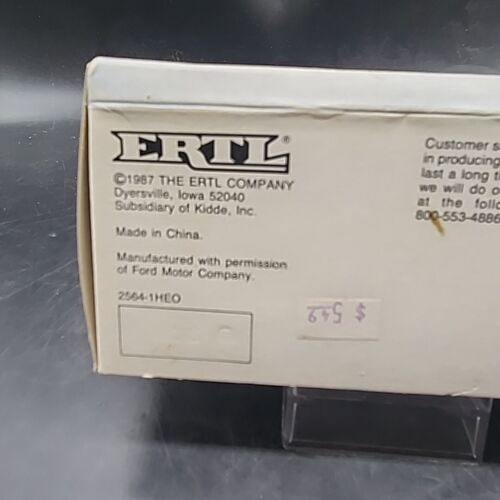 ERTL®
©1987 THE ERTL COMPANY
Dyersville, Iowa 52040
Subsidiary of Kidde, Inc.
Made in China.
Manufactured with permission
of Ford Motor Company.
2564-1HEO
$ 549
Customer
in producing
last a long
we will do
at the
800-553-4886